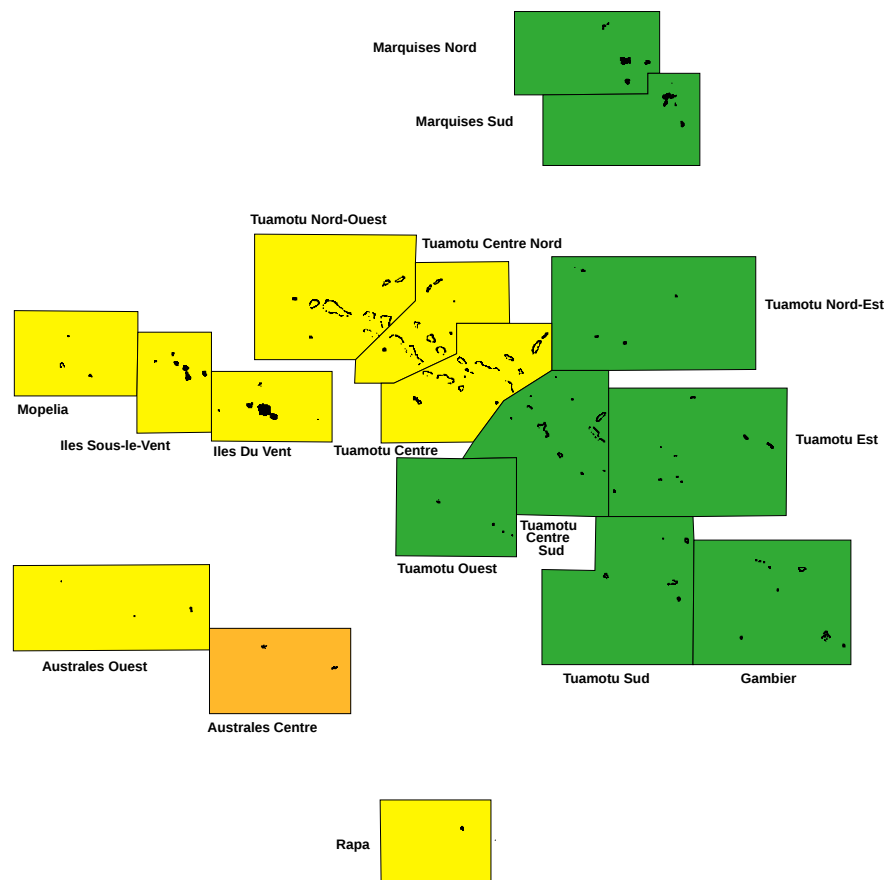 Marquises Nord
Marquises Sud
Tuamotu Nord-Ouest
Tuamotu Centre Nord
Tuamotu Nord-Est
Mopelia
Iles Sous-le-Vent
Iles Du Vent
Tuamotu Centre
Tuamotu Est
Tuamotu
Centre
Sud
Tuamotu Ouest
Australes Ouest
Tuamotu Sud
Gambier
Australes Centre
Rapa